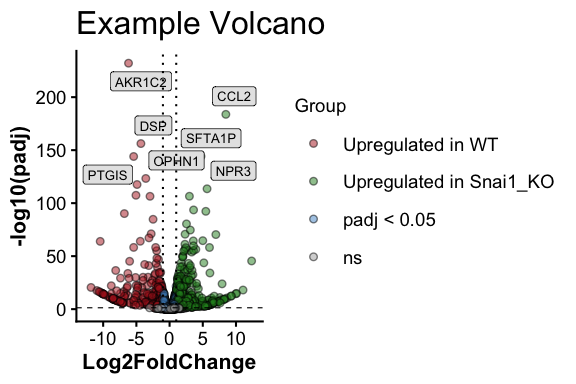 Example Volcano
-log10(padj)
200
150
100
50
0
AKR1C2
CCL2
DSP
SFTA1P
OPHN1
PTGIS
NPR3
-10 -5 0 5 10
Log2FoldChange
Group
Upregulated in WT
Upregulated in Snai1_KO
padj < 0.05
ns